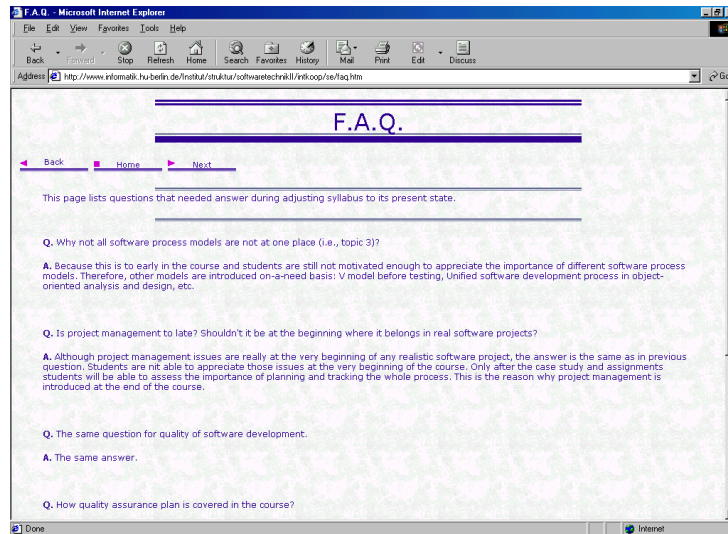 F.A.Q. - Microsoft Internet Explorer
File Edit View Favorites Tools Help
Back Forward Stop Refresh Home Search Favorites History Mail Print Edit Discuss
Address http://www.informatik.hu-berlin.de/Institut/struktur/softwaretechnikII/intkoop/se/faq.htm Go
F.A.Q.
Back Home Next
This page lists questions that needed answer during adjusting syllabus to its present state.
Q. Why not all software process models are not at one place (i.e., topic 3)?
A. Because this is to early in the course and students are still not motivated enough to appreciate the importance of different software process
models. Therefore, other models are introduced on-a-need basis: V model before testing, Unified software development process in object-
oriented analysis and design, etc.
Q. Is project management to late? Shouldn't it be at the beginning where it belongs in real software projects?
A. Although project management issues are really at the very beginning of any realistic software project, the answer is the same as in previous
question. Students are nit able to appreciate those issues at the very beginning of the course. Only after the case study and assignments
students will be able to assess the importance of planning and tracking the whole process. This is the reason why project management is
introduced at the end of the course.
Q. The same question for quality of software development.
A. The same answer.
Q. How quality assurance plan is covered in the course?
Done Internet